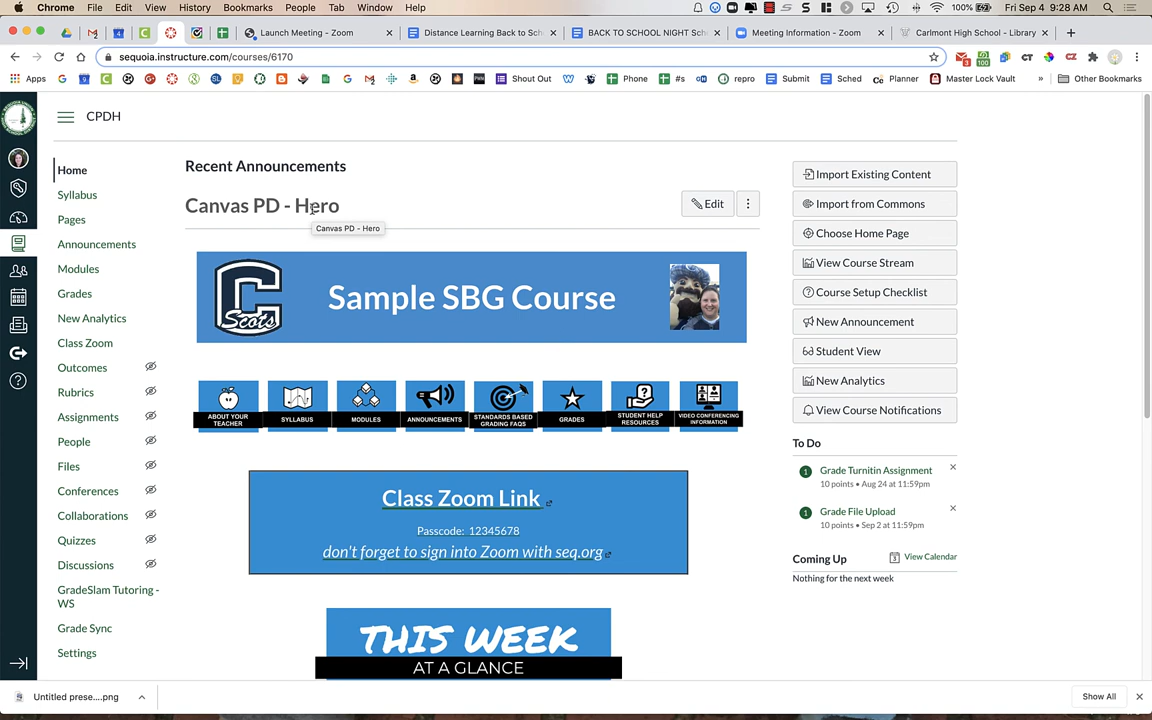 Chrome File Edit View History Bookmarks People Tab Window Help
100% Fri Sep 4 9:28 AM
Launch Meeting - Zoom
Distance Learning Back to Sch
BACK TO SCHOOL NIGHT Sch
Meeting Information - Zoom
Carlmont High School - Library
sequoia.instructure.com/courses/6170
Apps Shout Out Phone #s repro Submit Sched Planner Master Lock Vault » Other Bookmarks
CPDH
Home
Syllabus
Pages
Announcements
Modules
Grades
New Analytics
Class Zoom
Outcomes
Rubrics
Assignments
People
Files
Conferences
Collaborations
Quizzes
Discussions
GradeSlam Tutoring -
WS
Grade Sync
Settings
Recent Announcements
Canvas PD - Hero
Edit
Canvas PD - Hero
C
Scots
Sample SBG Course
ABOUT YOUR
TEACHER
SYLLABUS
MODULES
ANNOUNCEMENTS
STANDARDS BASED
GRADING FAQS
GRADES
STUDENT HELP
RESOURCES
VIDEO CONFERENCING
INFORMATION
Class Zoom Link
Passcode: 12345678
don't forget to sign into Zoom with seq.org
THIS WEEK
AT A GLANCE
Import Existing Content
Import from Commons
Choose Home Page
View Course Stream
Course Setup Checklist
New Announcement
Student View
New Analytics
View Course Notifications
To Do
1 Grade Turnitin Assignment
10 points • Aug 24 at 11:59pm
1 Grade File Upload
10 points • Sep 2 at 11:59pm
Coming Up View Calendar
Nothing for the next week
Untitled prese....png
Show All